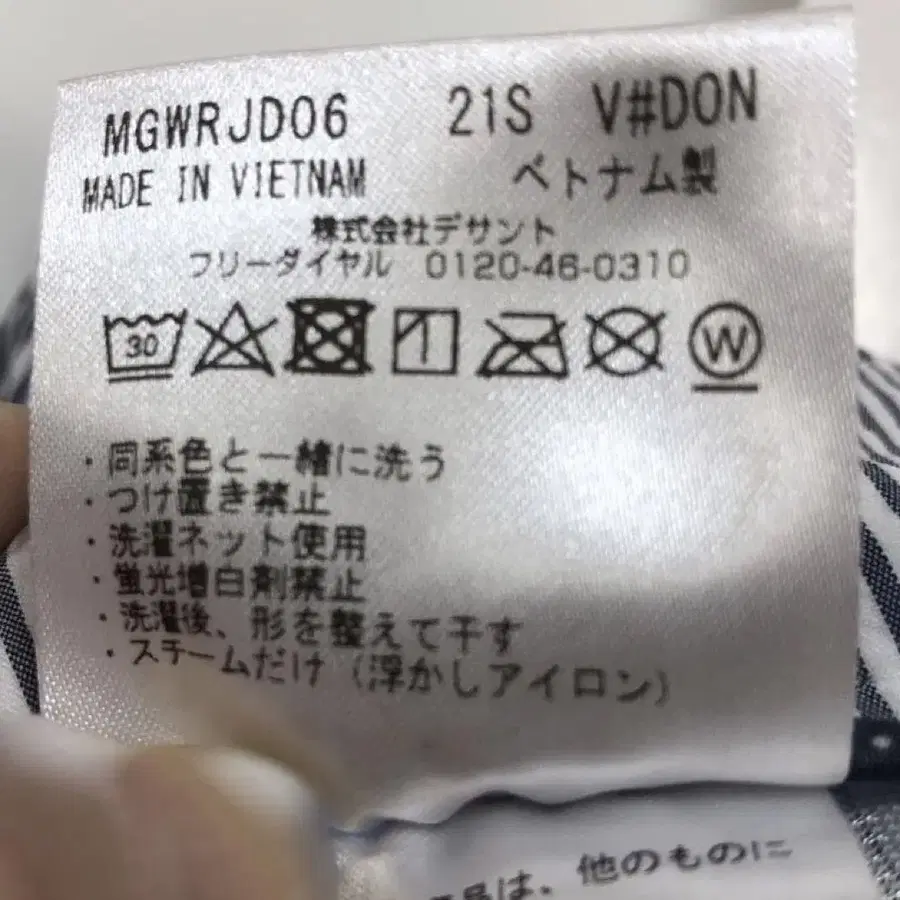 MGWRJD06 21S V#DON
MADE IN VIETNAM ベトナム製
株式会社デサント
フリーダイヤル 0120-46-0310
30 W
・同系色と一緒に洗う
・つけ置き禁止
・洗濯ネット使用
・蛍光増白剤禁止
・洗濯後、形を整えて干す
・スチームだけ（浮かしアイロン）
品は、他のものに